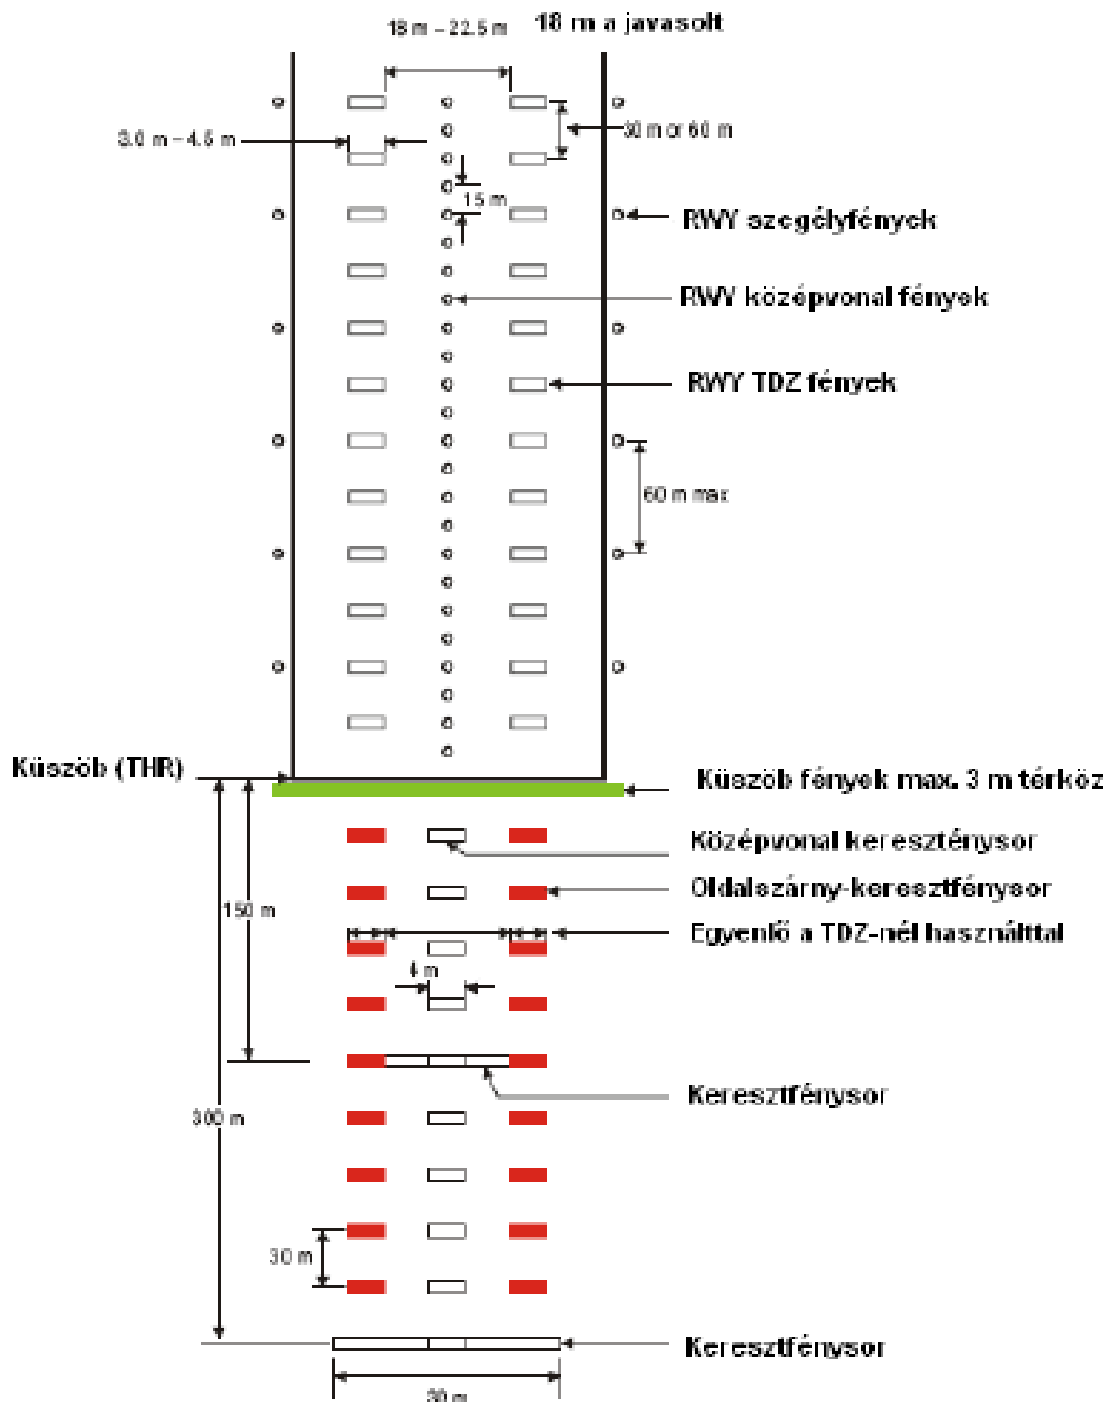 18 m – 22.5 m
18 m a javasolt
3.0 m – 4.5 m
30 m or 60 m
15 m
RWY szegélyfények
RWY középvonal fények
RWY TDZ fények
60 m max
Küszöb (THR)
Küszöb fények max. 3 m térköz
Középvonal kereszténysor
Oldalszárny-keresztfénysor
150 m
Egyenlő a TDZ-nél használttal
4 m
Keresztfénysor
300 m
30 m
Keresztfénysor
30 m